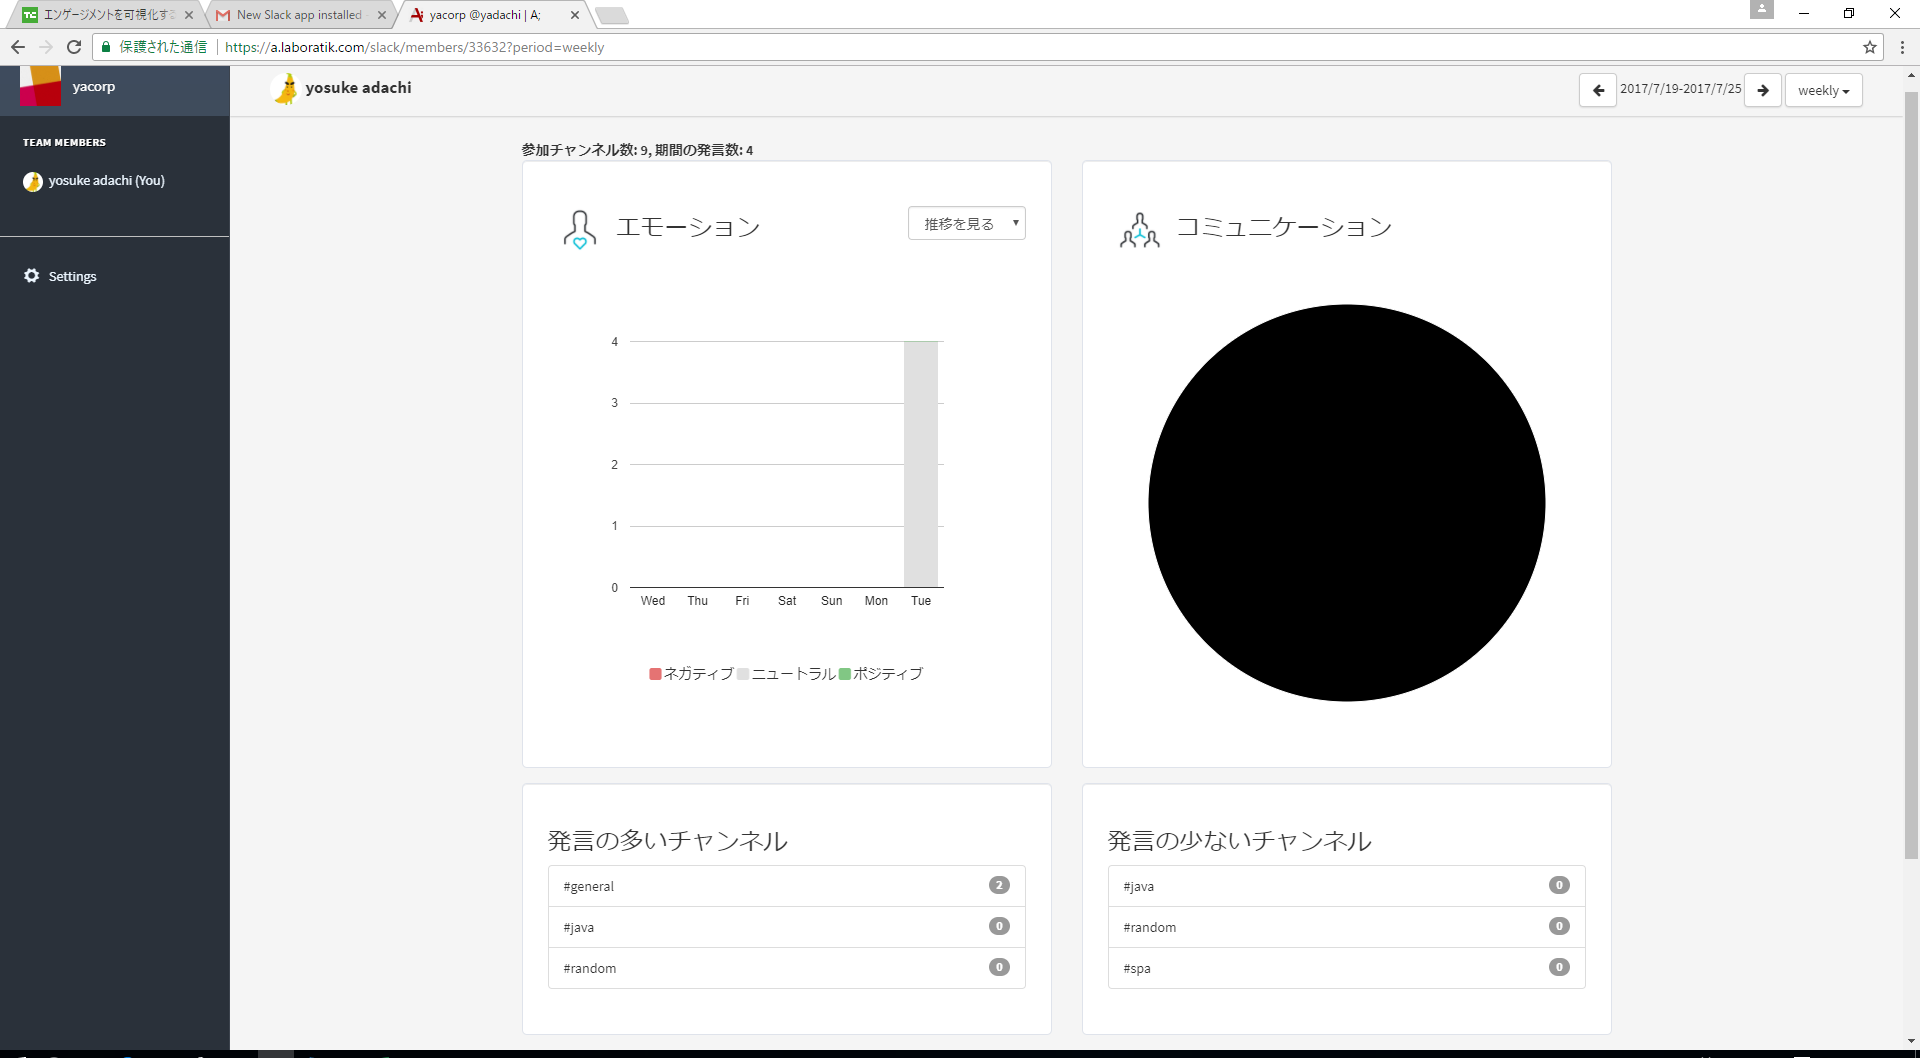 エンゲージメントを可視化する
New Slack app installed
yacorp @yadachi | A;
保護された通信
https://a.laboratik.com/slack/members/33632?period=weekly
yacorp
yosuke adachi
2017/7/19-2017/7/25
weekly
TEAM MEMBERS
yosuke adachi (You)
Settings
参加チャンネル数: 9, 期間の発言数: 4
エモーション
推移を見る
コミュニケーション
4
3
2
1
0
Wed Thu Fri Sat Sun Mon Tue
ネガティブ ニュートラル ポジティブ
発言の多いチャンネル
#general 2
#java 0
#random 0
発言の少ないチャンネル
#java 0
#random 0
#spa 0